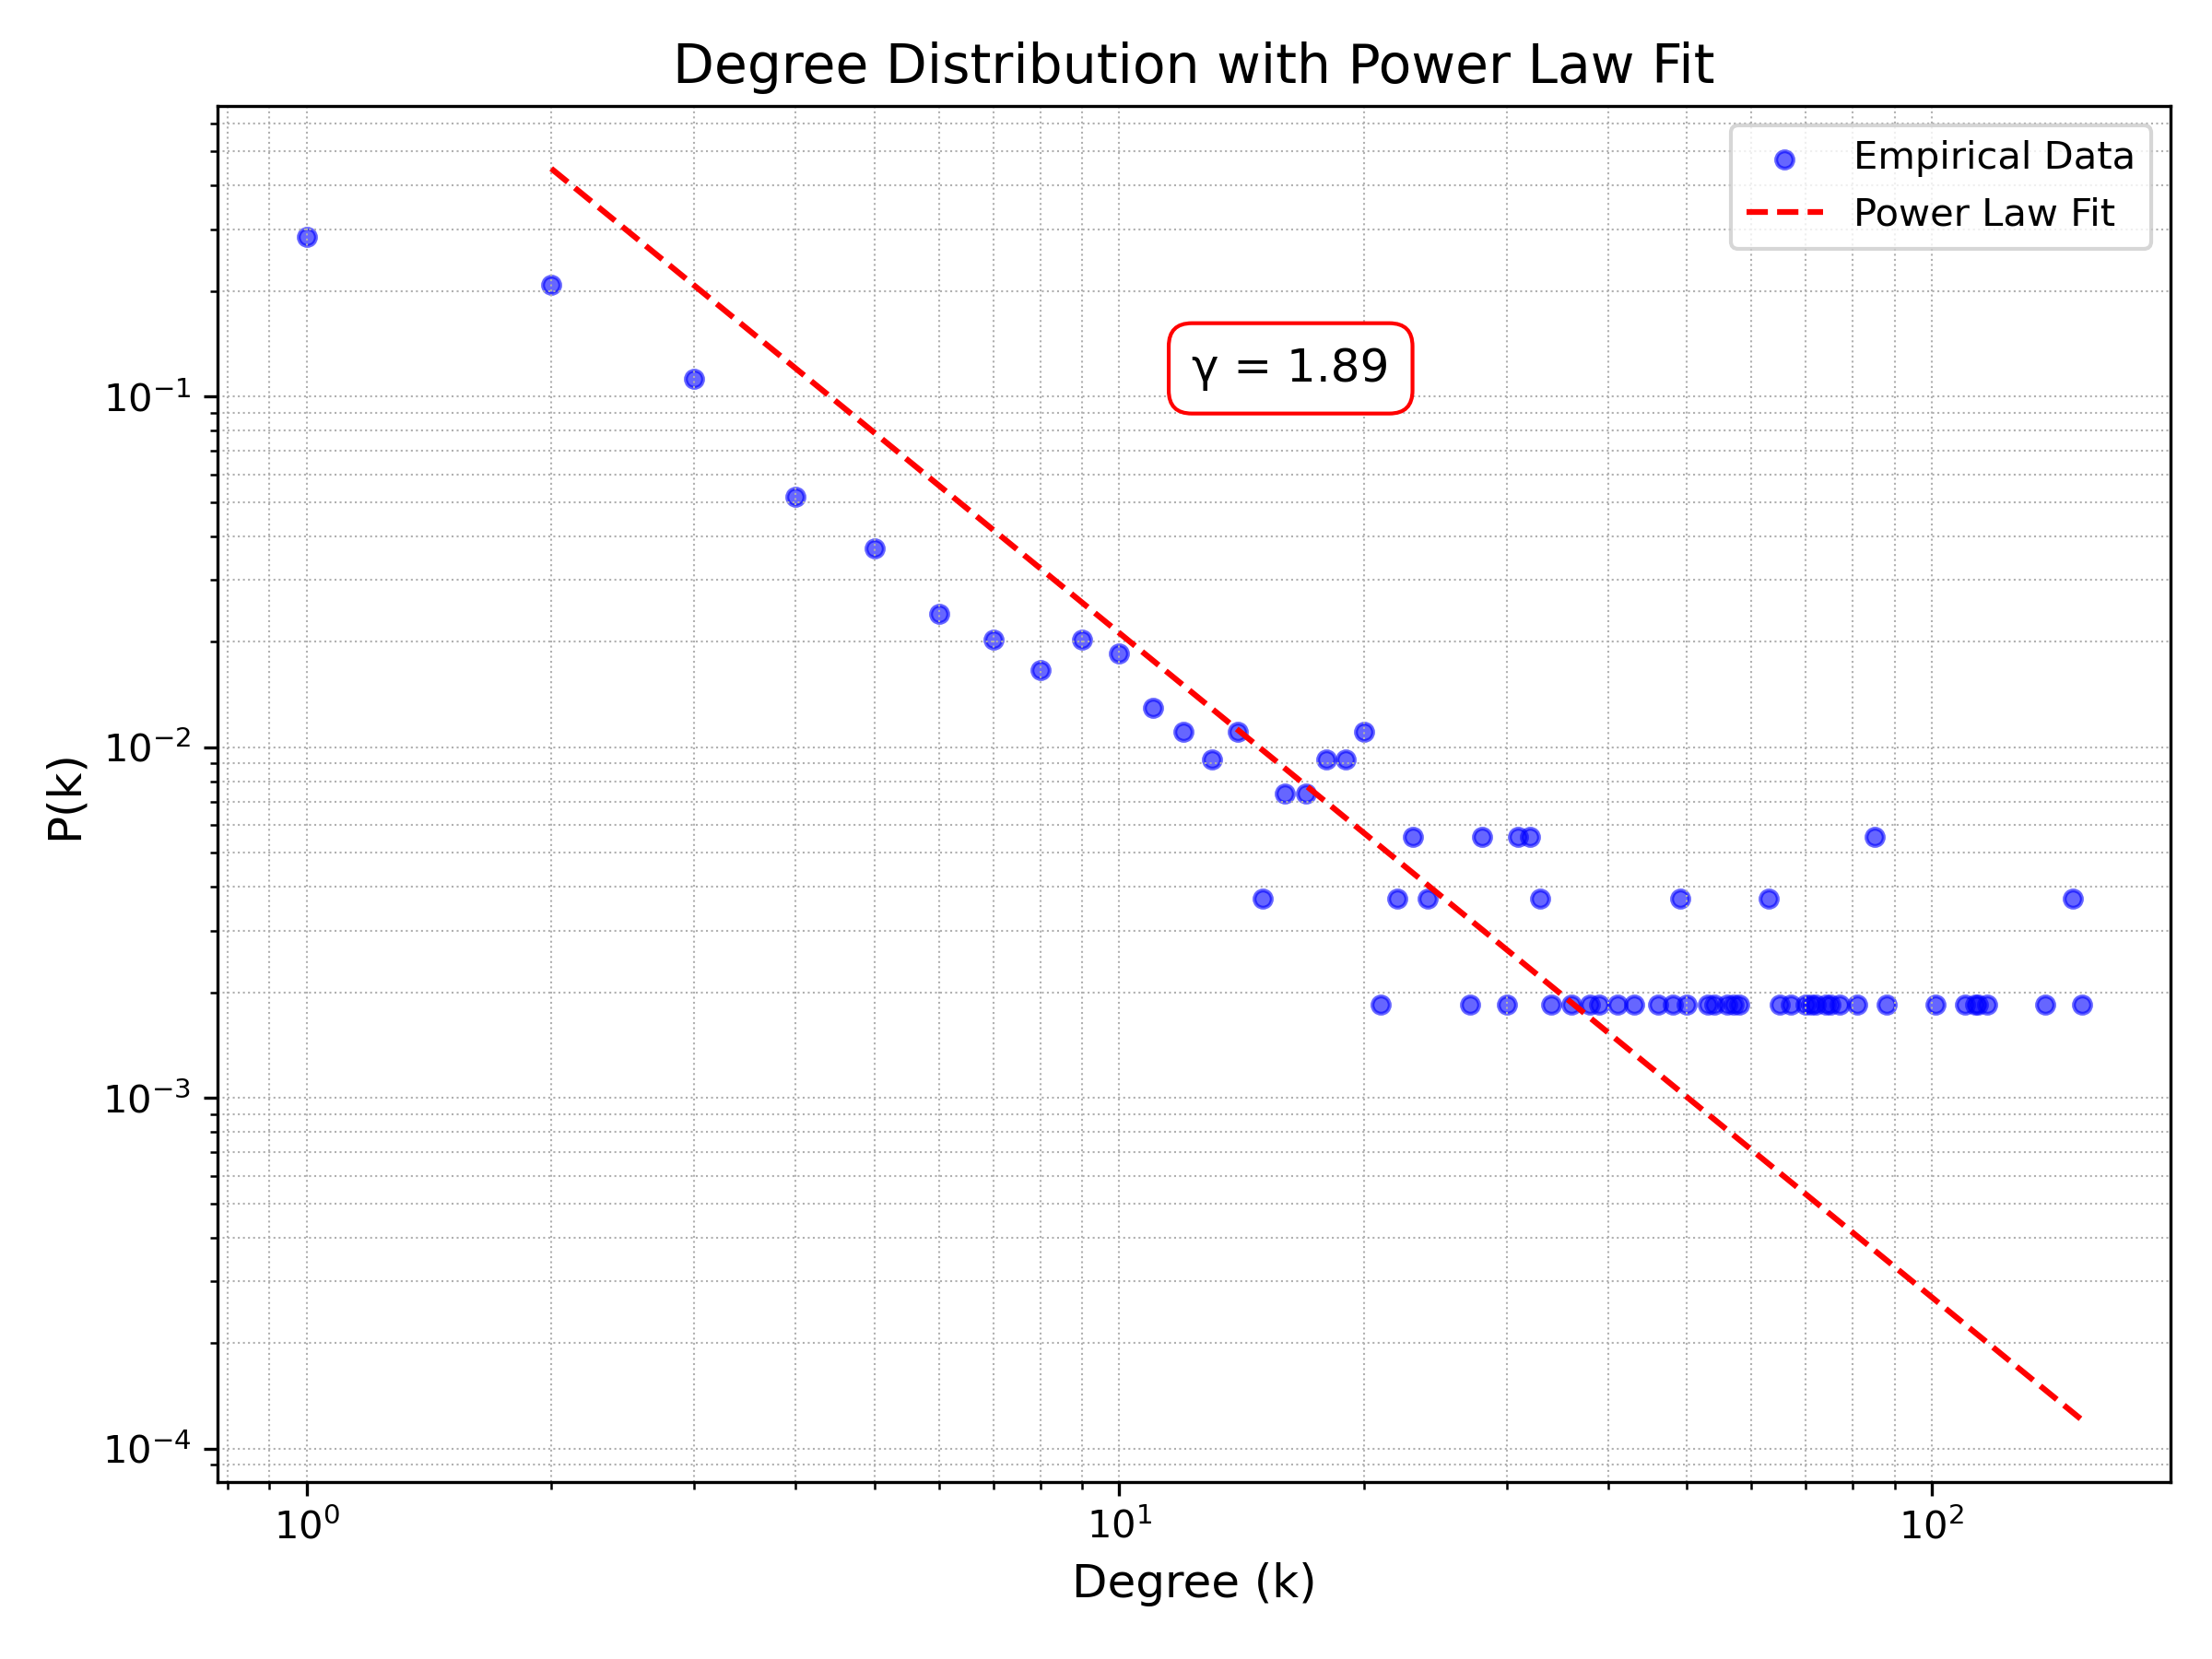 Degree Distribution with Power Law Fit
Empirical Data
Power Law Fit
γ = 1.89
P(k)
10⁻¹
10⁻²
10⁻³
10⁻⁴
10⁰ 10¹ 10²
Degree (k)